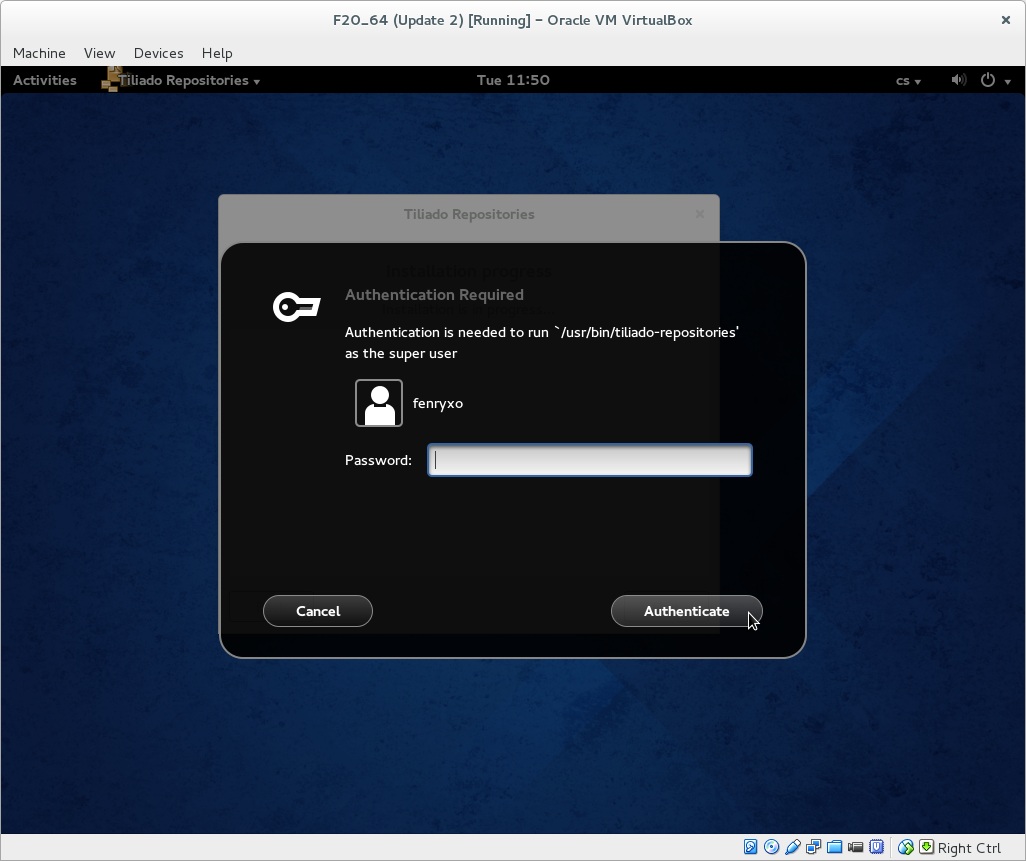 F20_64 (Update 2) [Running] – Oracle VM VirtualBox
Machine View Devices Help
Activities Tiliado Repositories Tue 11:50 cs
Tiliado Repositories
Installation progress
Authentication Required
Authentication is needed to run `/usr/bin/tiliado-repositories'
as the super user
fenryxo
Password:
Cancel Authenticate
Right Ctrl